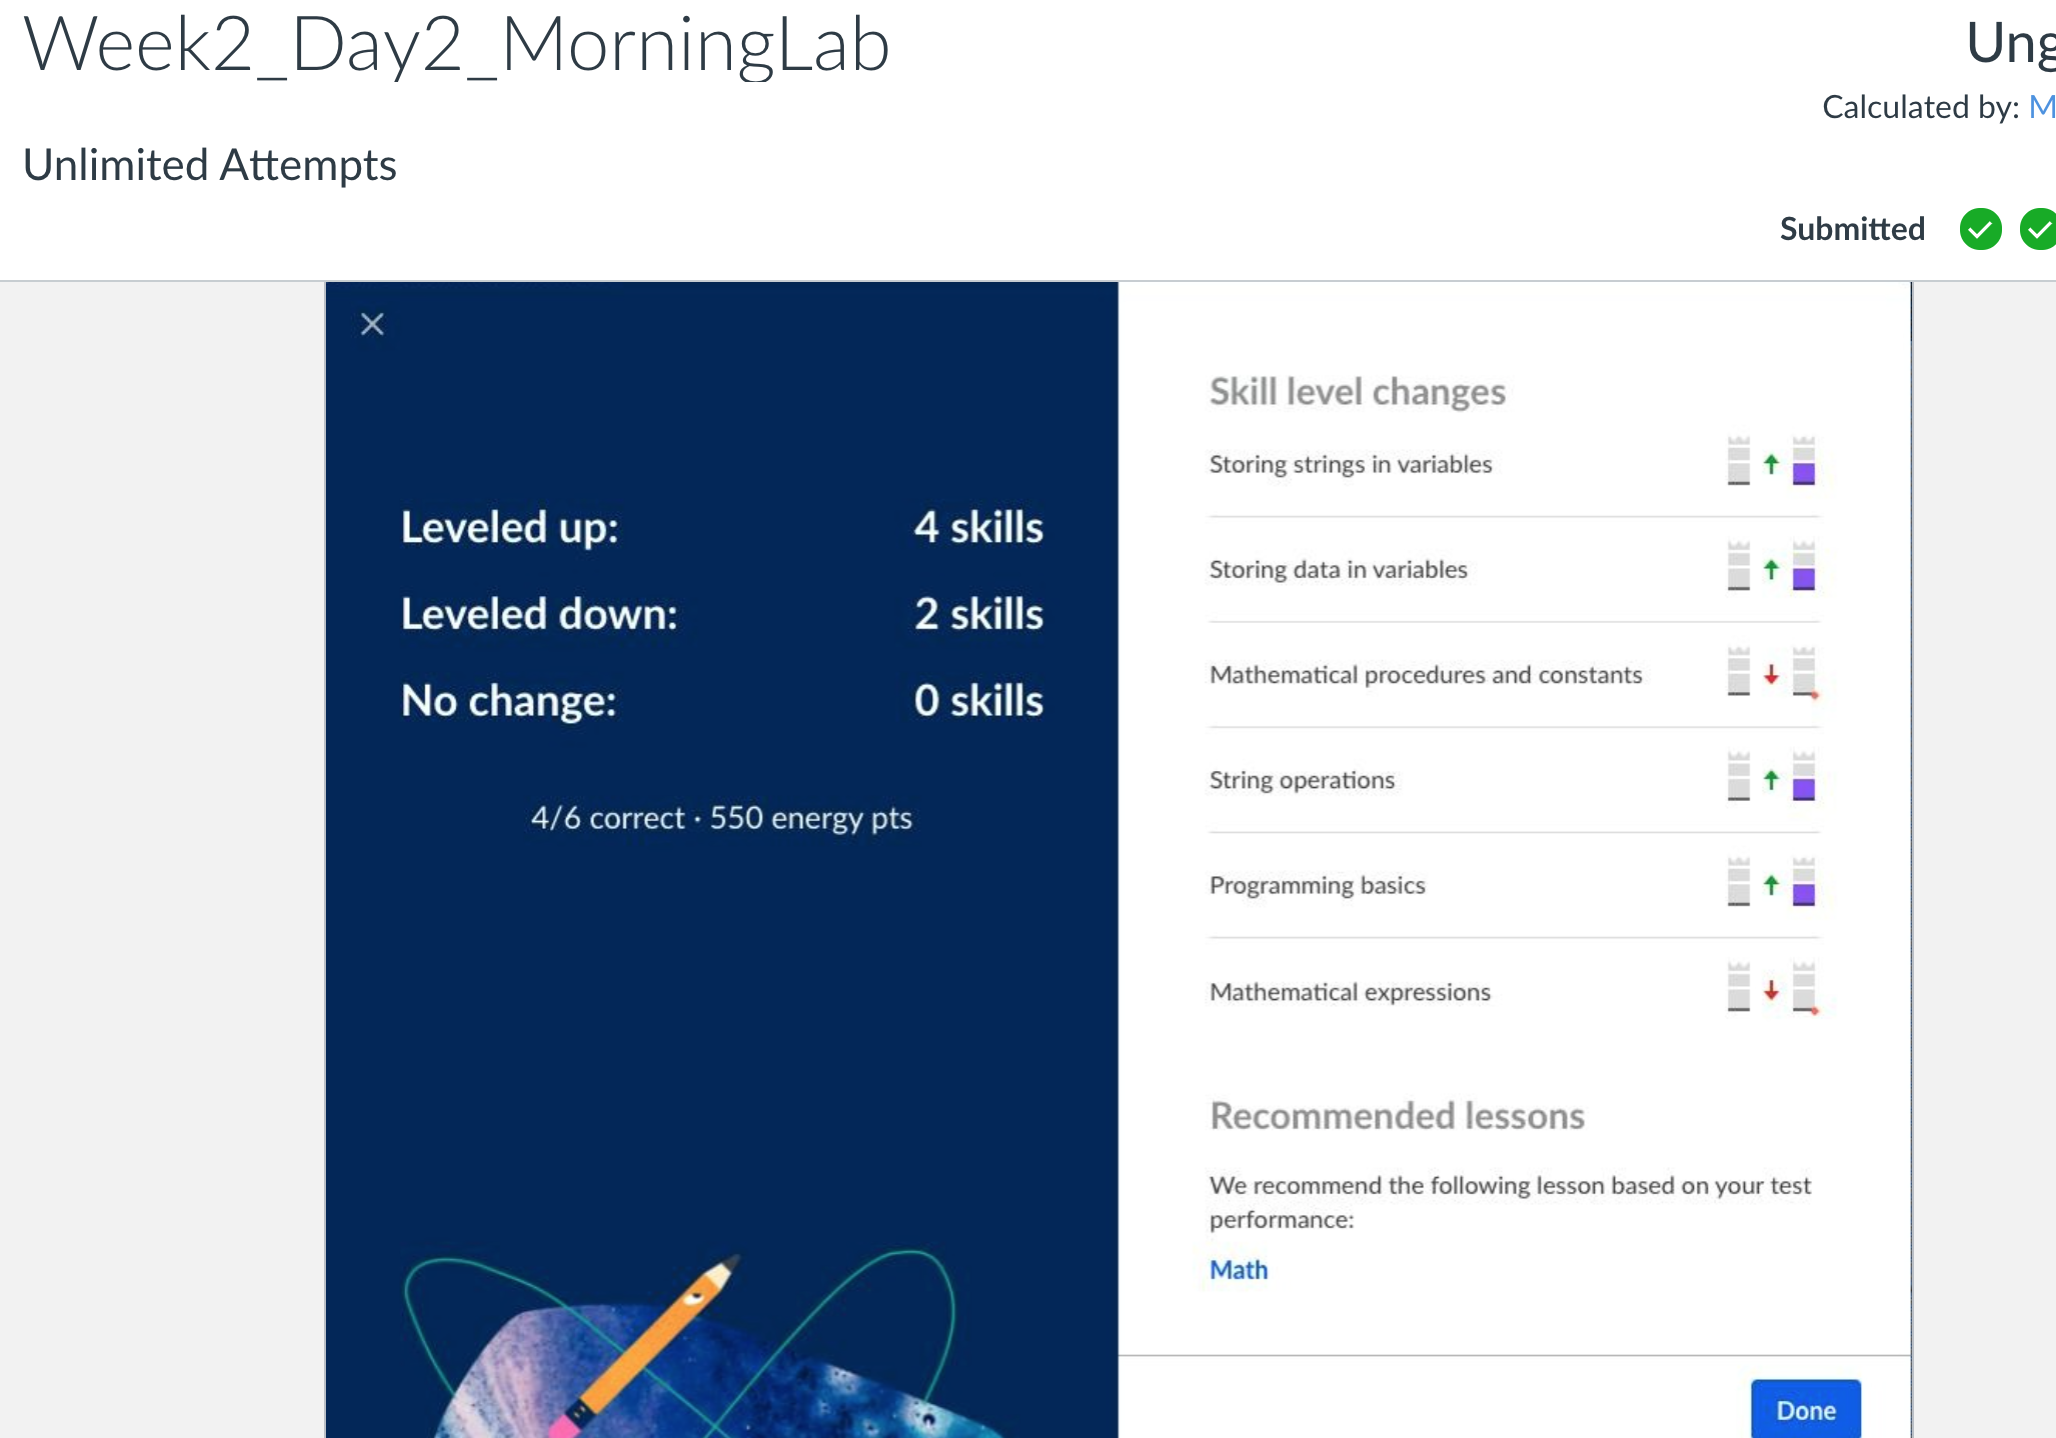 Week2_Day2_MorningLab
Ung
Calculated by: M
Unlimited Attempts
Submitted
Leveled up: 4 skills
Leveled down: 2 skills
No change: 0 skills
4/6 correct · 550 energy pts
Skill level changes
Storing strings in variables
Storing data in variables
Mathematical procedures and constants
String operations
Programming basics
Mathematical expressions
Recommended lessons
We recommend the following lesson based on your test
performance:
Math
Done